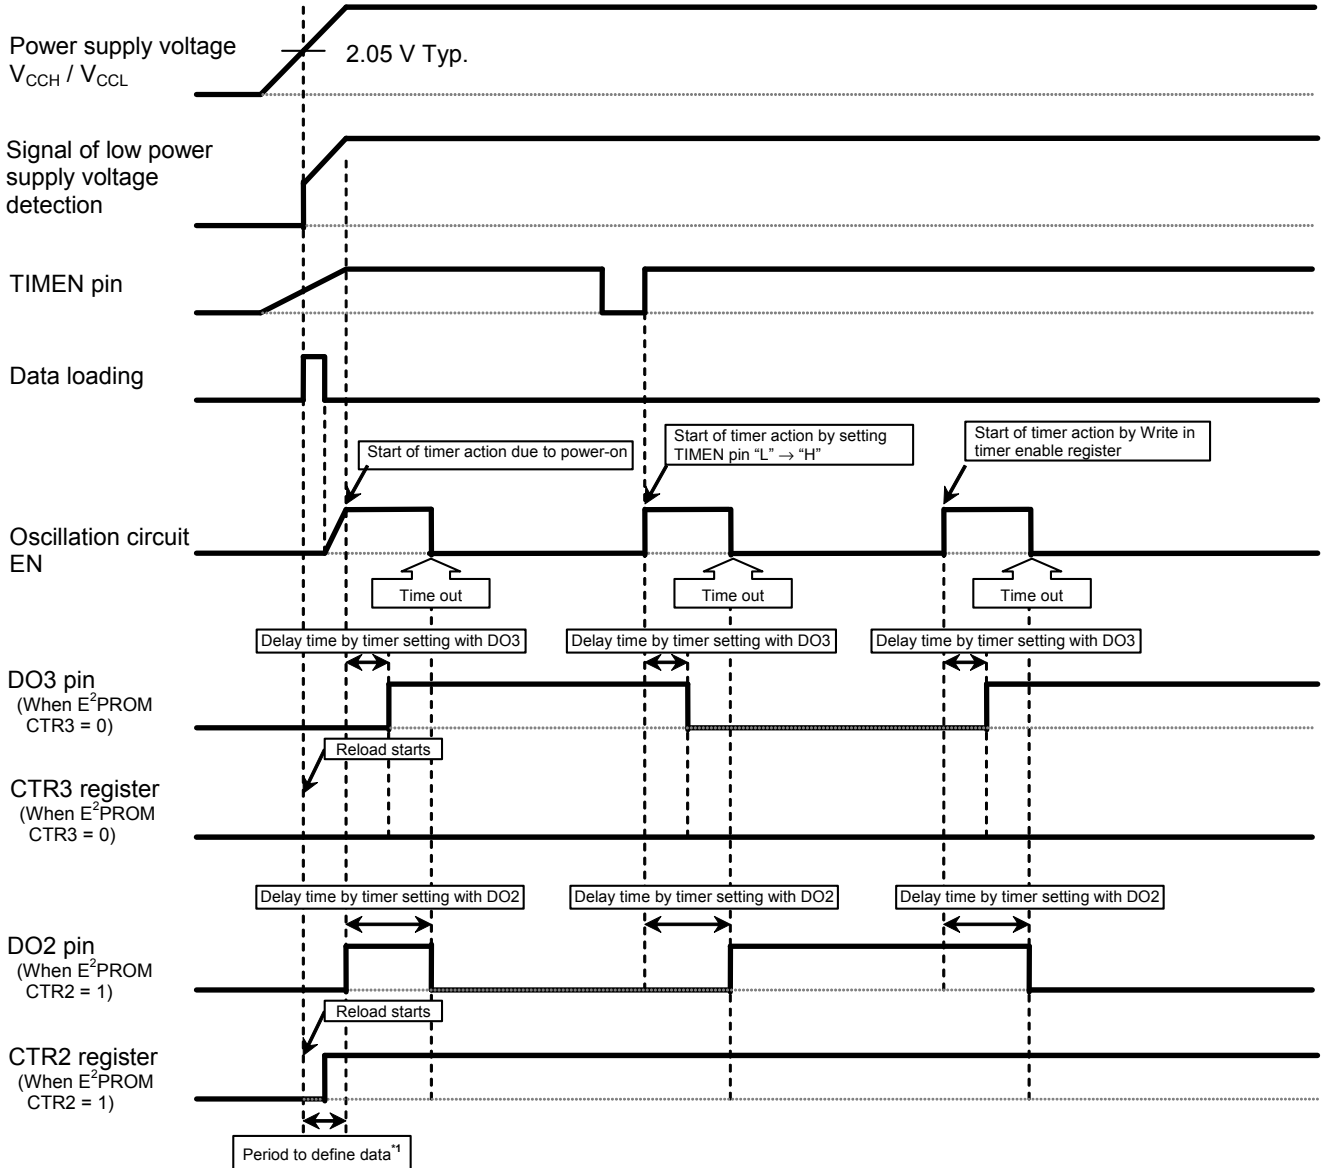 Power supply voltage
VCCH / VCCL
2.05 V Typ.
Signal of low power
supply voltage
detection
TIMEN pin
Data loading
Start of timer action due to power-on
Start of timer action by setting
TIMEN pin “L” → “H”
Start of timer action by Write in
timer enable register
Oscillation circuit
EN
Time out
Time out
Time out
Delay time by timer setting with DO3
Delay time by timer setting with DO3
Delay time by timer setting with DO3
DO3 pin
(When E²PROM
CTR3 = 0)
Reload starts
CTR3 register
(When E²PROM
CTR3 = 0)
Delay time by timer setting with DO2
Delay time by timer setting with DO2
Delay time by timer setting with DO2
DO2 pin
(When E²PROM
CTR2 = 1)
Reload starts
CTR2 register
(When E²PROM
CTR2 = 1)
Period to define data*1